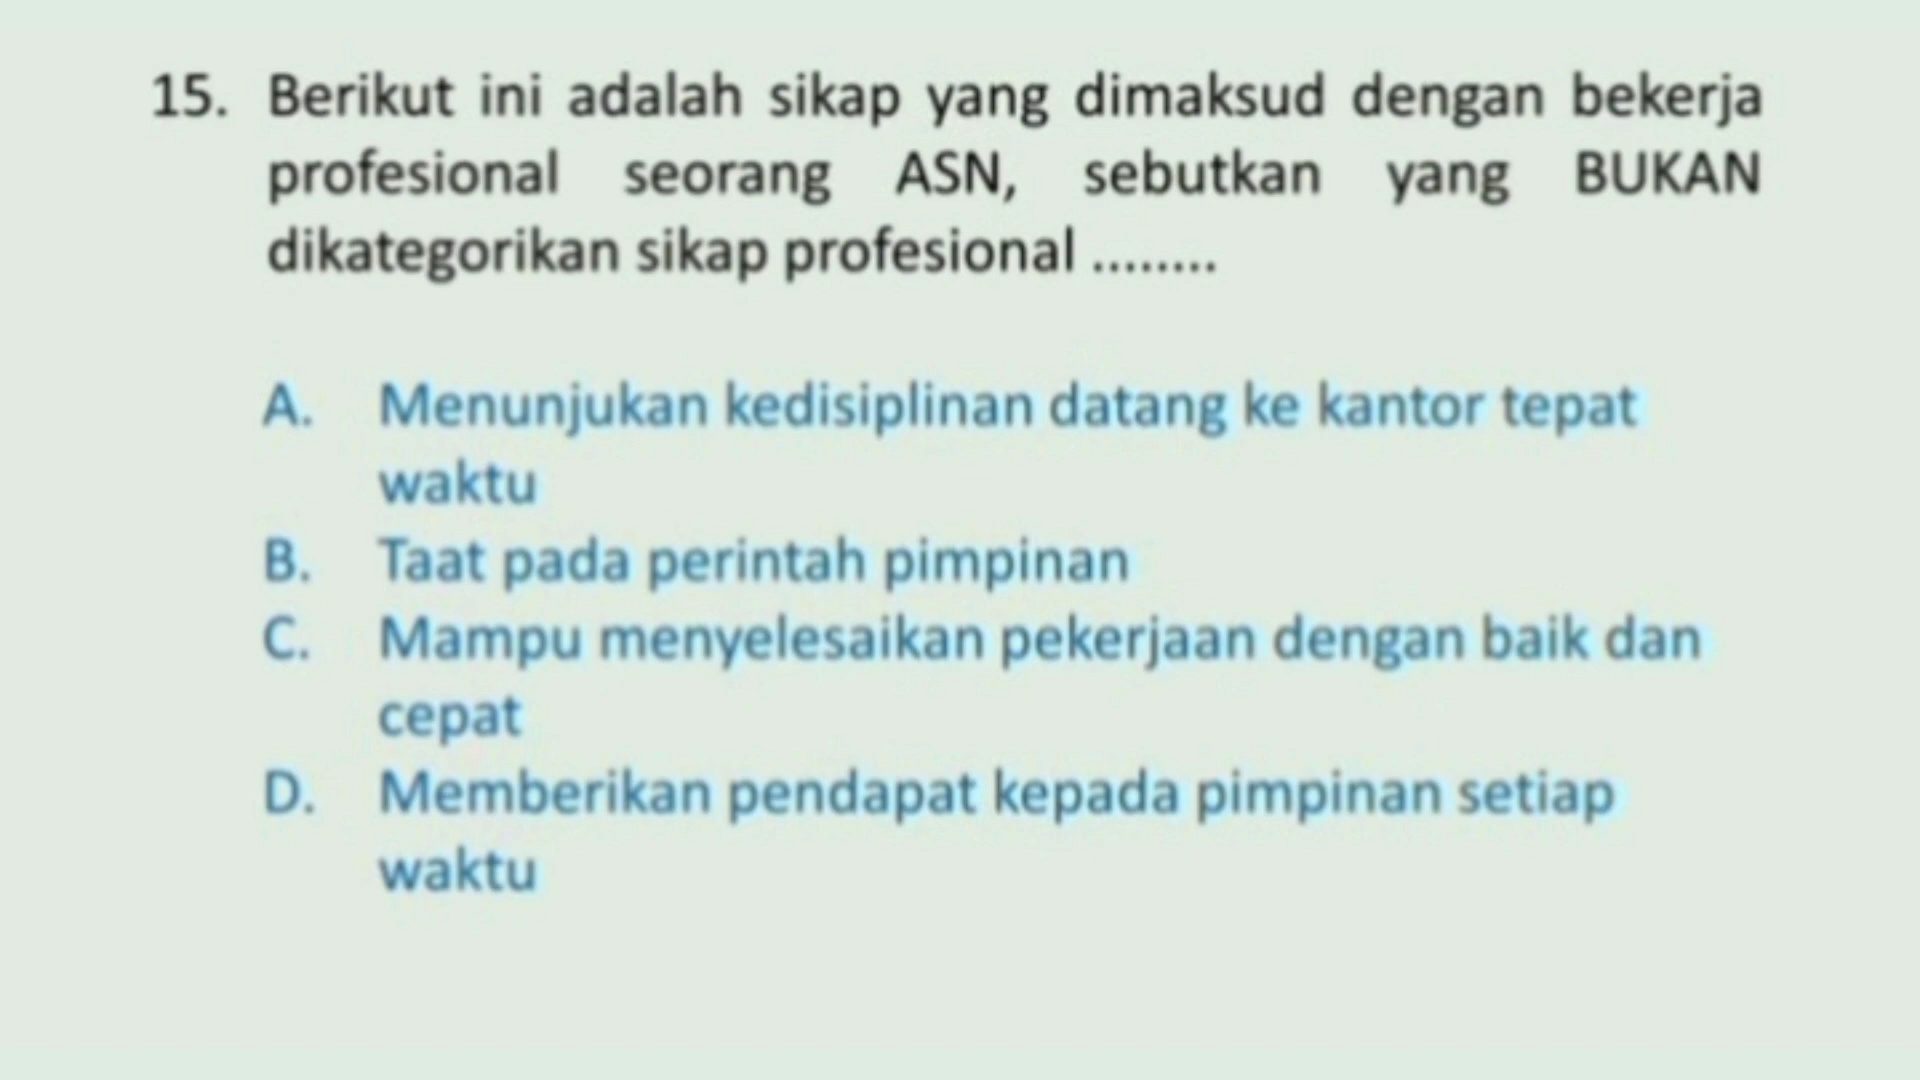 15. Berikut ini adalah sikap yang dimaksud dengan bekerja
profesional seorang ASN, sebutkan yang BUKAN
dikategorikan sikap profesional ........
A. Menunjukan kedisiplinan datang ke kantor tepat
waktu
B. Taat pada perintah pimpinan
C. Mampu menyelesaikan pekerjaan dengan baik dan
cepat
D. Memberikan pendapat kepada pimpinan setiap
waktu